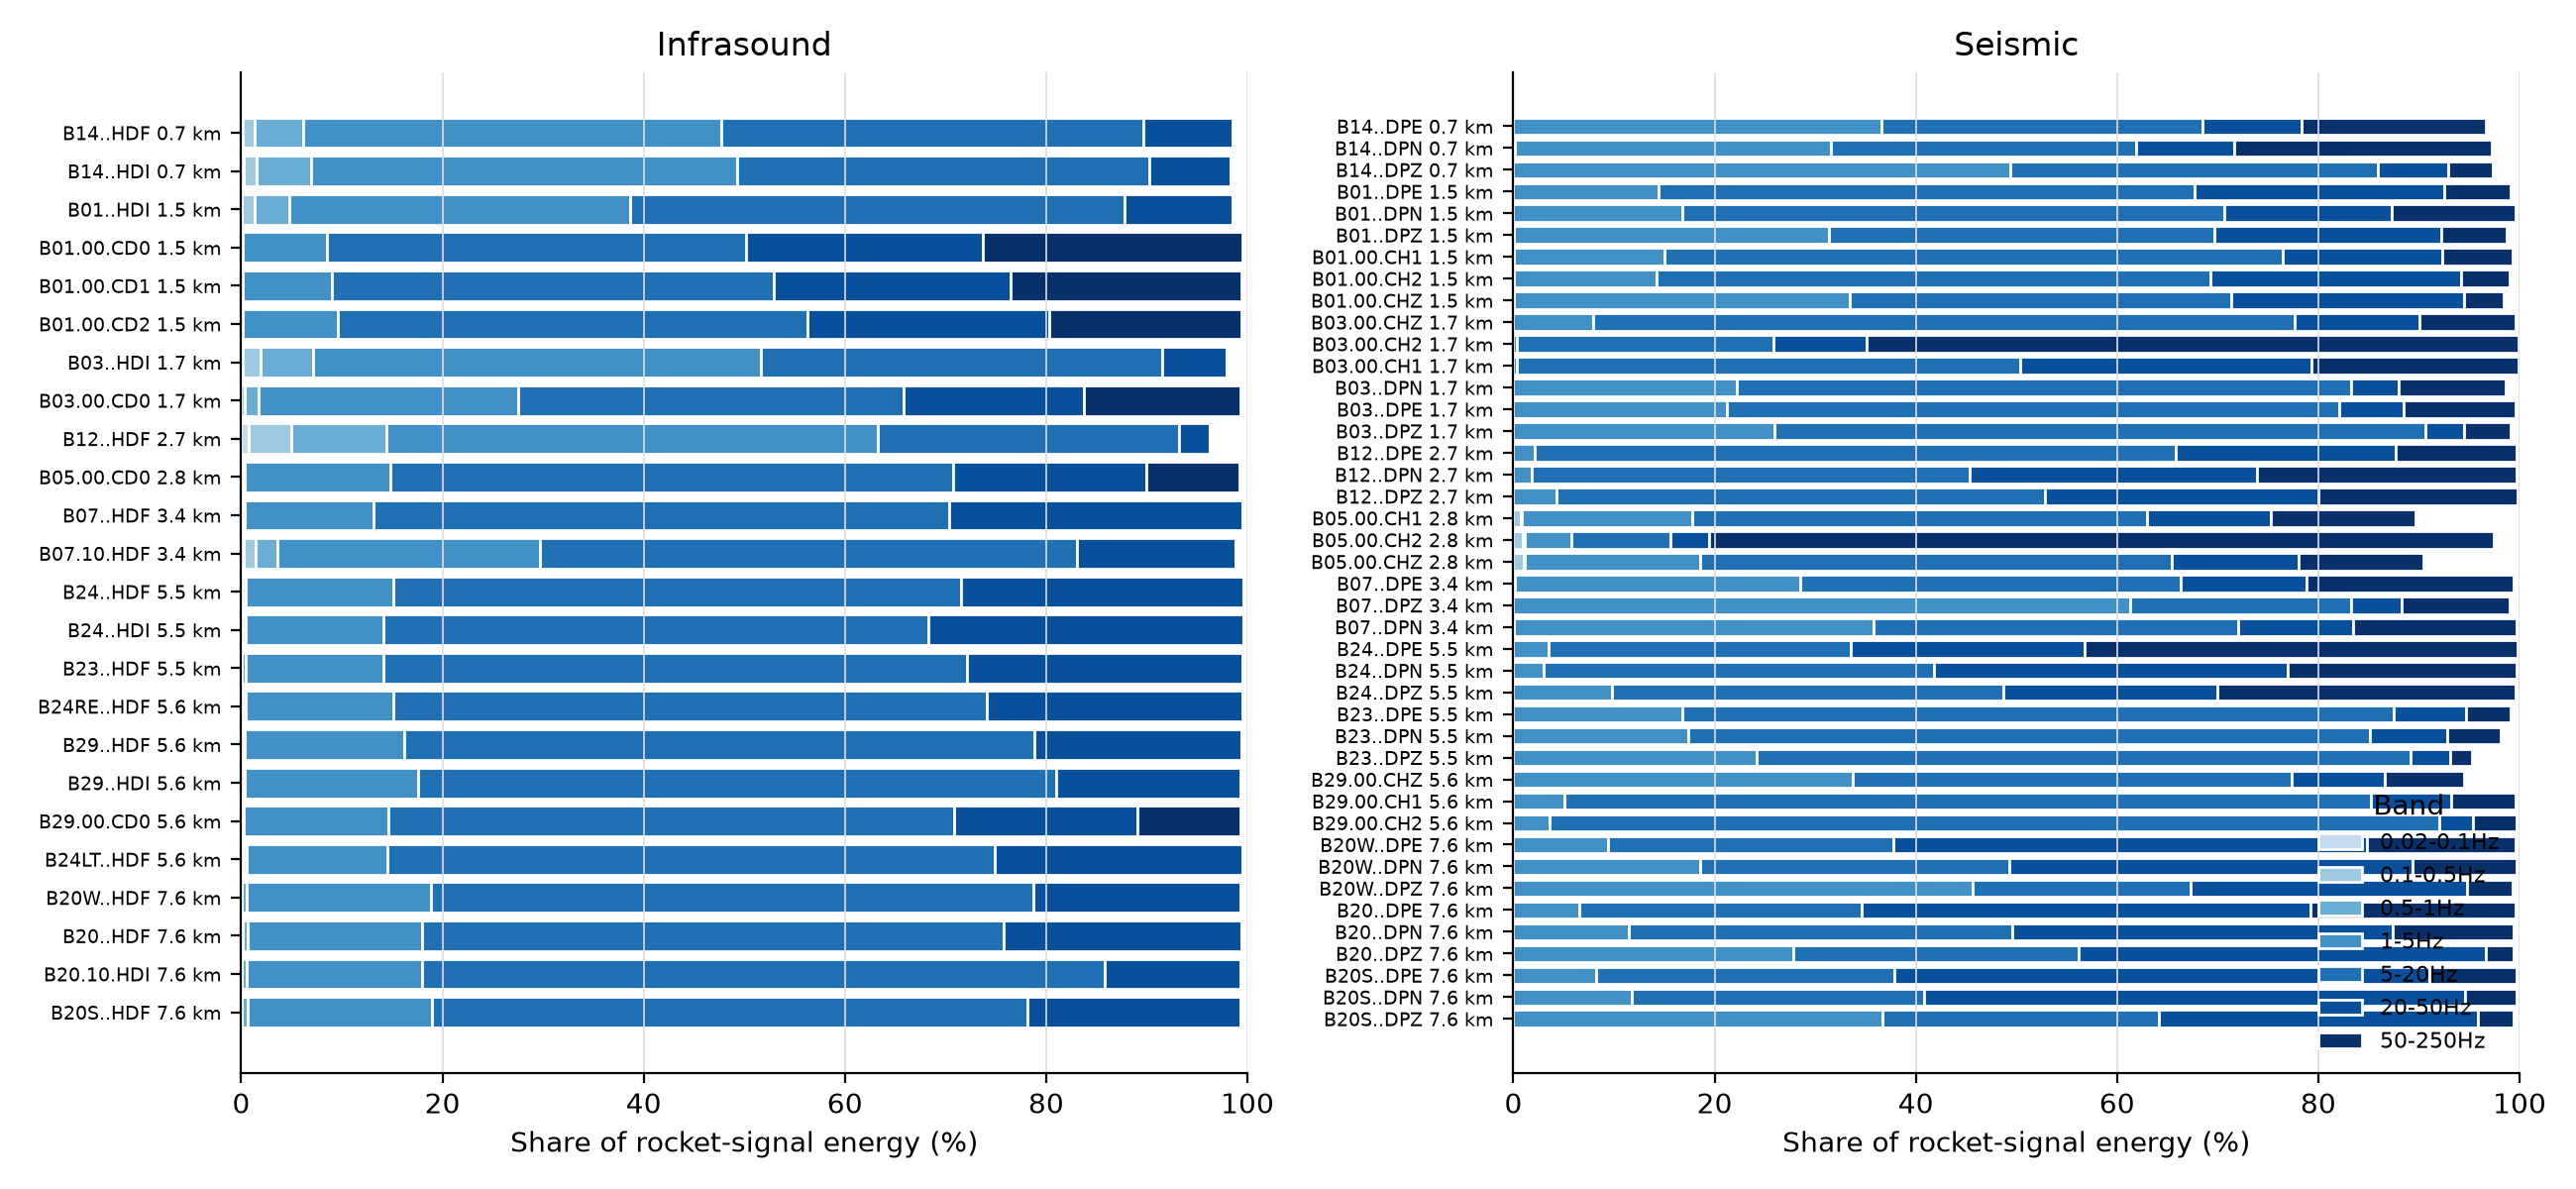 Infrasound
B14..HDF 0.7 km
B14..HDI 0.7 km
B01..HDI 1.5 km
B01.00.CD0 1.5 km
B01.00.CD1 1.5 km
B01.00.CD2 1.5 km
B03..HDI 1.7 km
B03.00.CD0 1.7 km
B12..HDF 2.7 km
B05.00.CD0 2.8 km
B07..HDF 3.4 km
B07.10.HDF 3.4 km
B24..HDF 5.5 km
B24..HDI 5.5 km
B23..HDF 5.5 km
B24RE..HDF 5.6 km
B29..HDF 5.6 km
B29..HDI 5.6 km
B29.00.CD0 5.6 km
B24LT..HDF 5.6 km
B20W..HDF 7.6 km
B20..HDF 7.6 km
B20.10.HDI 7.6 km
B20S..HDF 7.6 km
0 20 40 60 80 100
Share of rocket-signal energy (%)
Seismic
B14..DPE 0.7 km
B14..DPN 0.7 km
B14..DPZ 0.7 km
B01..DPE 1.5 km
B01..DPN 1.5 km
B01..DPZ 1.5 km
B01.00.CH1 1.5 km
B01.00.CH2 1.5 km
B01.00.CHZ 1.5 km
B03.00.CHZ 1.7 km
B03.00.CH2 1.7 km
B03.00.CH1 1.7 km
B03..DPN 1.7 km
B03..DPE 1.7 km
B03..DPZ 1.7 km
B12..DPE 2.7 km
B12..DPN 2.7 km
B12..DPZ 2.7 km
B05.00.CH1 2.8 km
B05.00.CH2 2.8 km
B05.00.CHZ 2.8 km
B07..DPE 3.4 km
B07..DPZ 3.4 km
B07..DPN 3.4 km
B24..DPE 5.5 km
B24..DPN 5.5 km
B24..DPZ 5.5 km
B23..DPE 5.5 km
B23..DPN 5.5 km
B23..DPZ 5.5 km
B29.00.CHZ 5.6 km
B29.00.CH1 5.6 km
B29.00.CH2 5.6 km
B20W..DPE 7.6 km
B20W..DPN 7.6 km
B20W..DPZ 7.6 km
B20..DPE 7.6 km
B20..DPN 7.6 km
B20..DPZ 7.6 km
B20S..DPE 7.6 km
B20S..DPN 7.6 km
B20S..DPZ 7.6 km
0 20 40 60 80 100
Share of rocket-signal energy (%)
Band
0.02-0.1Hz
0.1-0.5Hz
0.5-1Hz
1-5Hz
5-20Hz
20-50Hz
50-250Hz